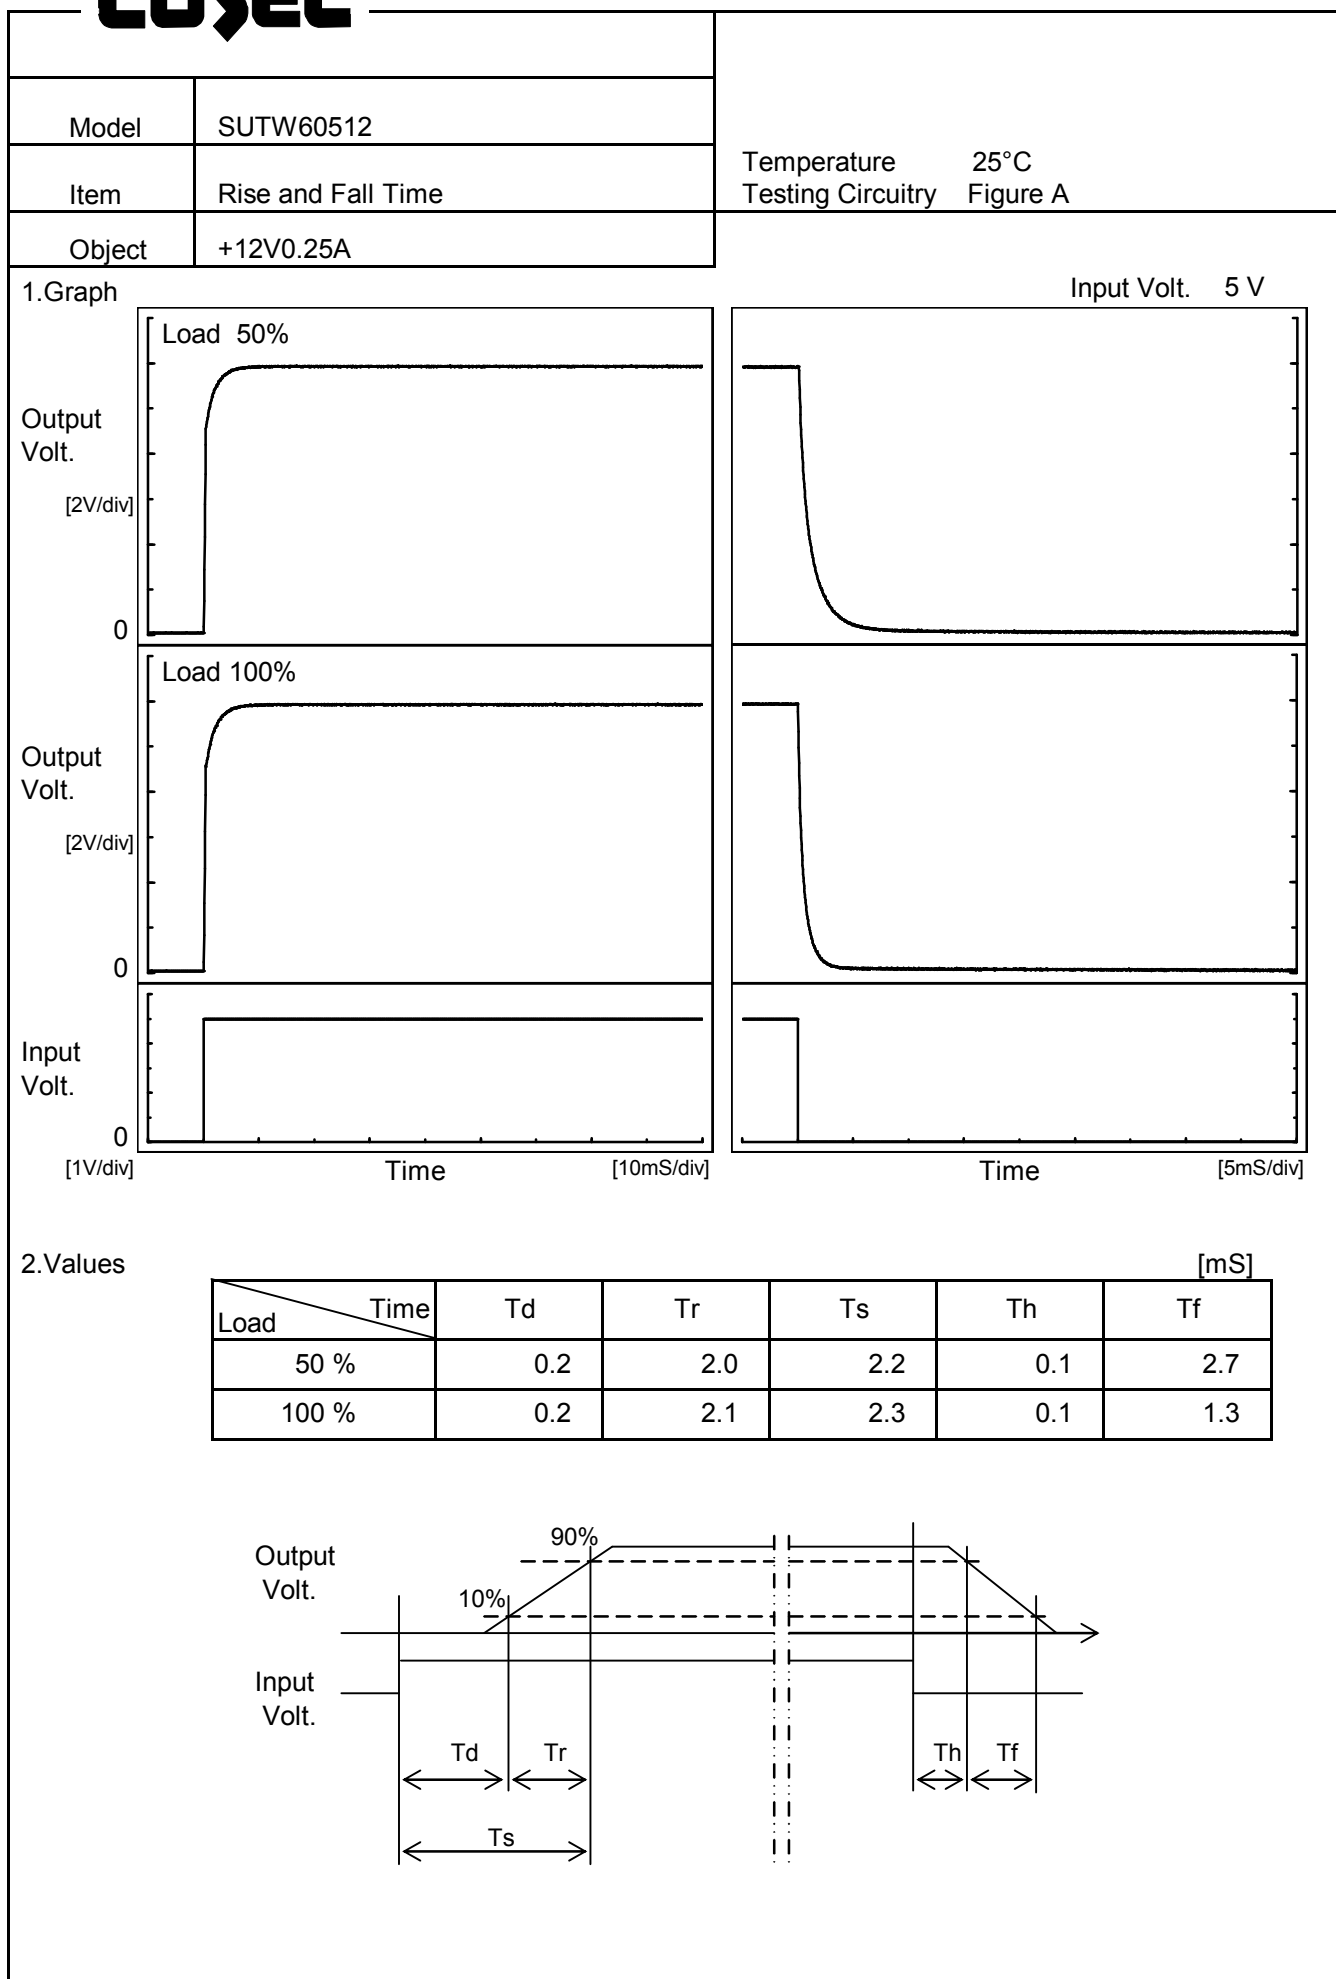 COSEL
Model SUTW60512
Item Rise and Fall Time
Object +12V0.25A
Temperature 25°C
Testing Circuitry Figure A
1.Graph
Input Volt. 5 V
Load 50%
Output
Volt.
[2V/div]
0
Load 100%
Output
Volt.
[2V/div]
0
Input
Volt.
0
[1V/div] Time [10mS/div] Time [5mS/div]
2.Values [mS]
Time Load Td Tr Ts Th Tf
50 % 0.2 2.0 2.2 0.1 2.7
100 % 0.2 2.1 2.3 0.1 1.3
Output
Volt.
90%
10%
Input
Volt.
Td Tr Th Tf
Ts